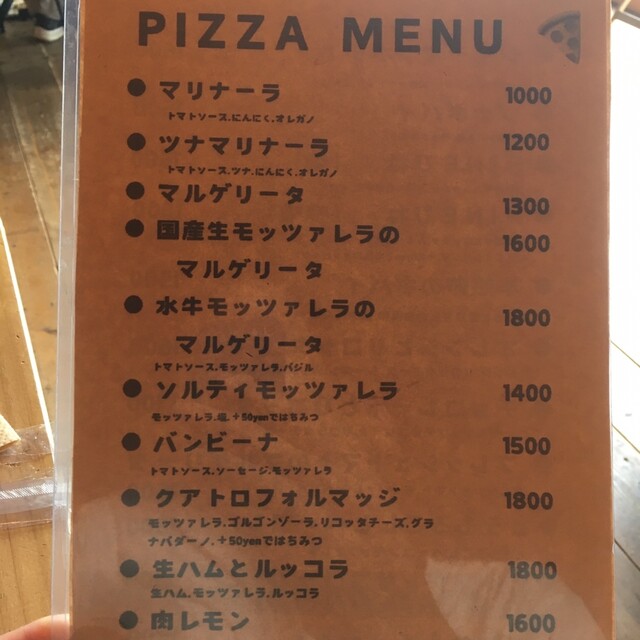 PIZZA MENU
● マリナーラ 1000
トマトソース.にんにく.オレガノ
● ツナマリナーラ 1200
トマトソース.ツナ.にんにく.オレガノ
● マルゲリータ 1300
● 国産生モッツァレラの 1600
マルゲリータ
● 水牛モッツァレラの 1800
マルゲリータ
トマトソース.モッツァレラ.バジル
● ソルティモッツァレラ 1400
モッツァレラ.塩.+50yenではちみつ
● バンビーナ 1500
トマトソース.ソーセージ.モッツァレラ
● クアトロフォルマッジ 1800
モッツァレラ.ゴルゴンゾーラ.リコッタチーズ.グラ
ナパダーノ.+50yenではちみつ
● 生ハムとルッコラ 1800
生ハム.モッツァレラ.ルッコラ
● 肉レモン 1600